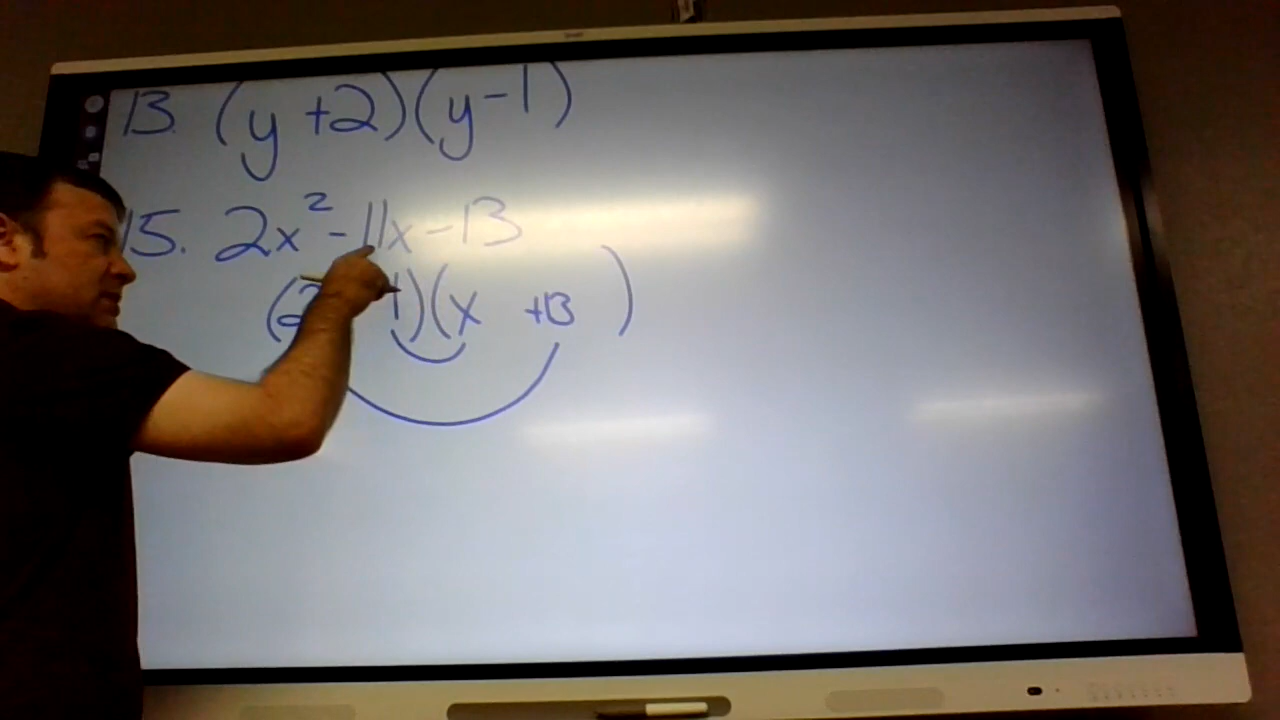 13. (y +2)(y-1)
15. 2x² -11x -13
(2 1)(x +13 )